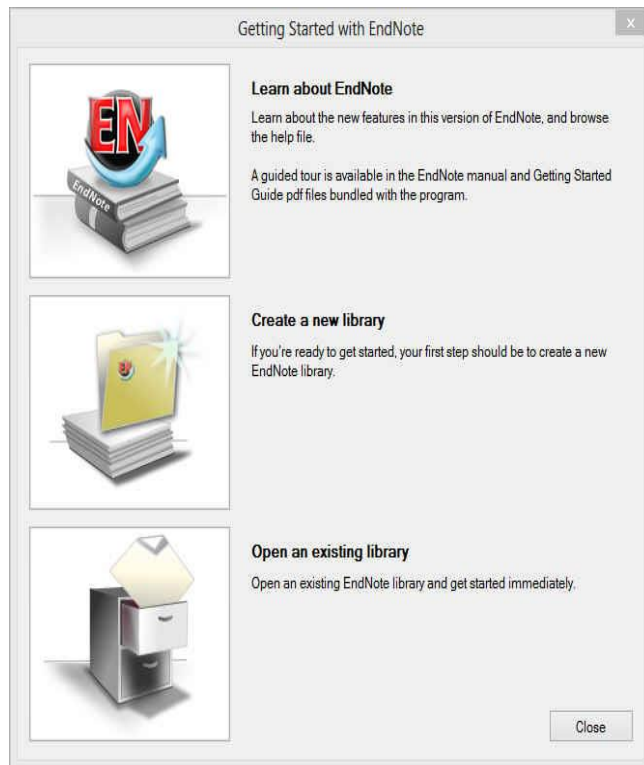 Getting Started with EndNote
x
EN
EndNote
Learn about EndNote
Learn about the new features in this version of EndNote, and browse
the help file.
A guided tour is available in the EndNote manual and Getting Started
Guide pdf files bundled with the program.
EN
Create a new library
If you're ready to get started, your first step should be to create a new
EndNote library.
Open an existing library
Open an existing EndNote library and get started immediately.
Close